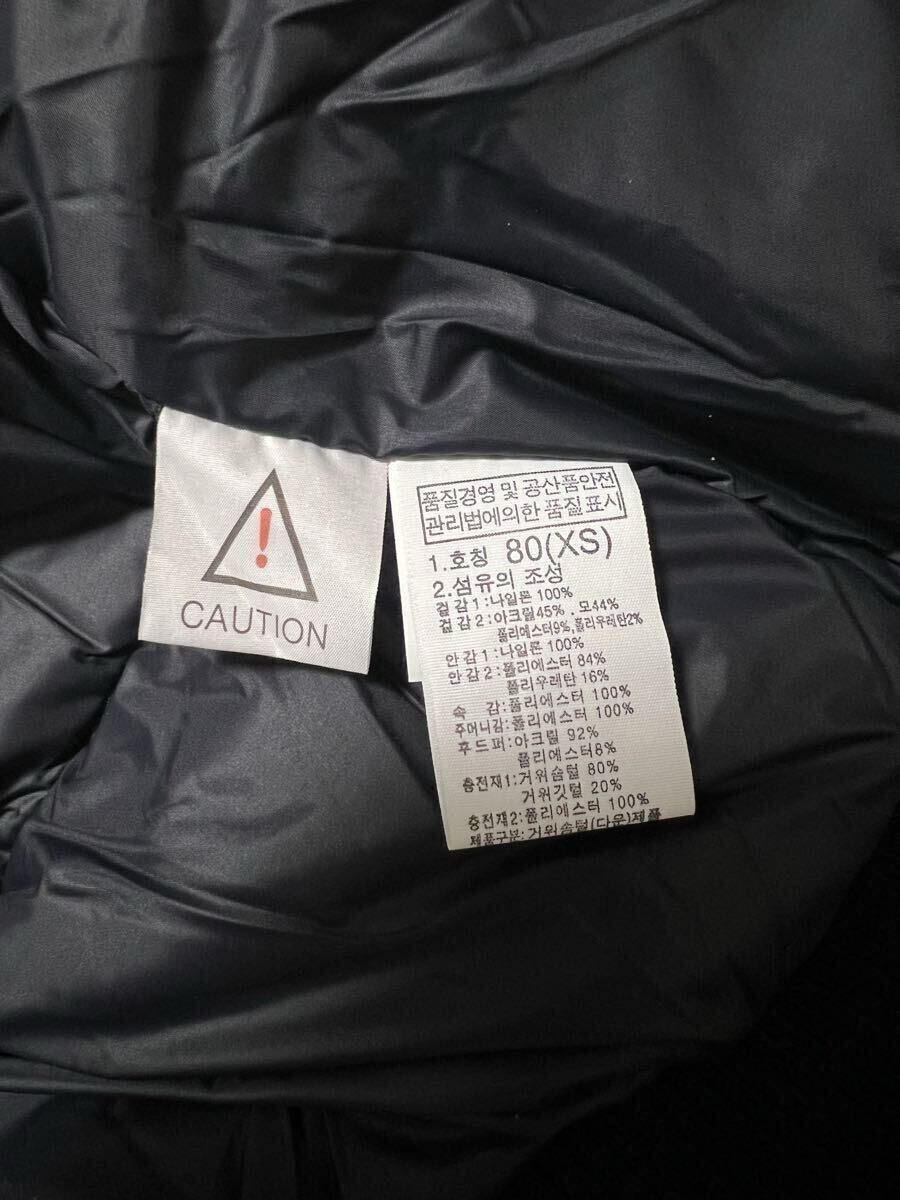 !
CAUTION
품질경영 및 공산품안전
관리법에의한 품질표시
1.호칭 80(XS)
2.섬유의 조성
겉감1:나일론 100%
겉감2:아크릴45%,모44%
폴리에스터9%,폴리우레탄2%
안감1:나일론 100%
안감2:폴리에스터 84%
폴리우레탄 16%
속 감:폴리에스터 100%
주머니감:폴리에스터 100%
후드퍼:아크릴 92%
폴리에스터8%
충전재1:거위솜털 80%
거위깃털 20%
충전재2:폴리에스터 100%
제품구분:거위솜털(다운)제품